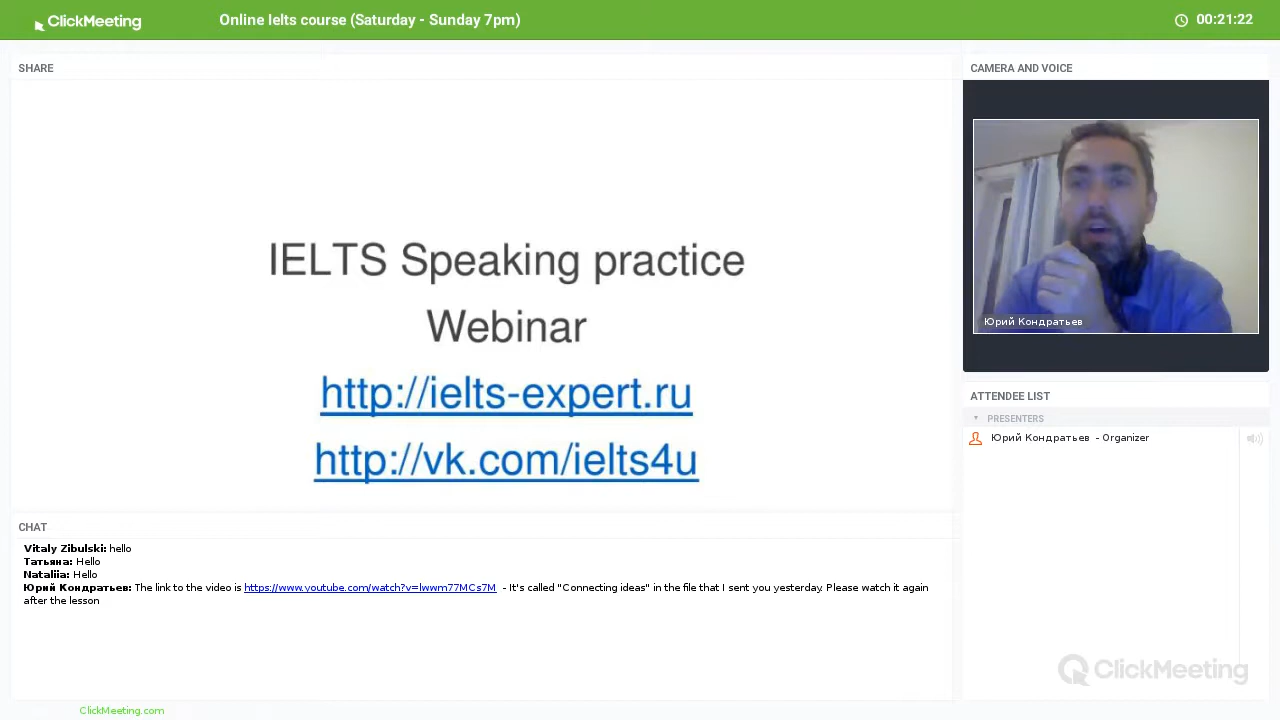 ClickMeeting
Online Ielts course (Saturday - Sunday 7pm)
00:21:22
SHARE
IELTS Speaking practice
Webinar
http://ielts-expert.ru
http://vk.com/ielts4u
CHAT
Vitaly Zibulski: hello
Татьяна: Hello
Nataliia: Hello
Юрий Кондратьев: The link to the video is https://www.youtube.com/watch?v=lwwm77MCs7M - It's called "Connecting ideas" in the file that I sent you yesterday. Please watch it again
after the lesson
CAMERA AND VOICE
Юрий Кондратьев
ATTENDEE LIST
PRESENTERS
Юрий Кондратьев - Organizer
ClickMeeting
ClickMeeting.com